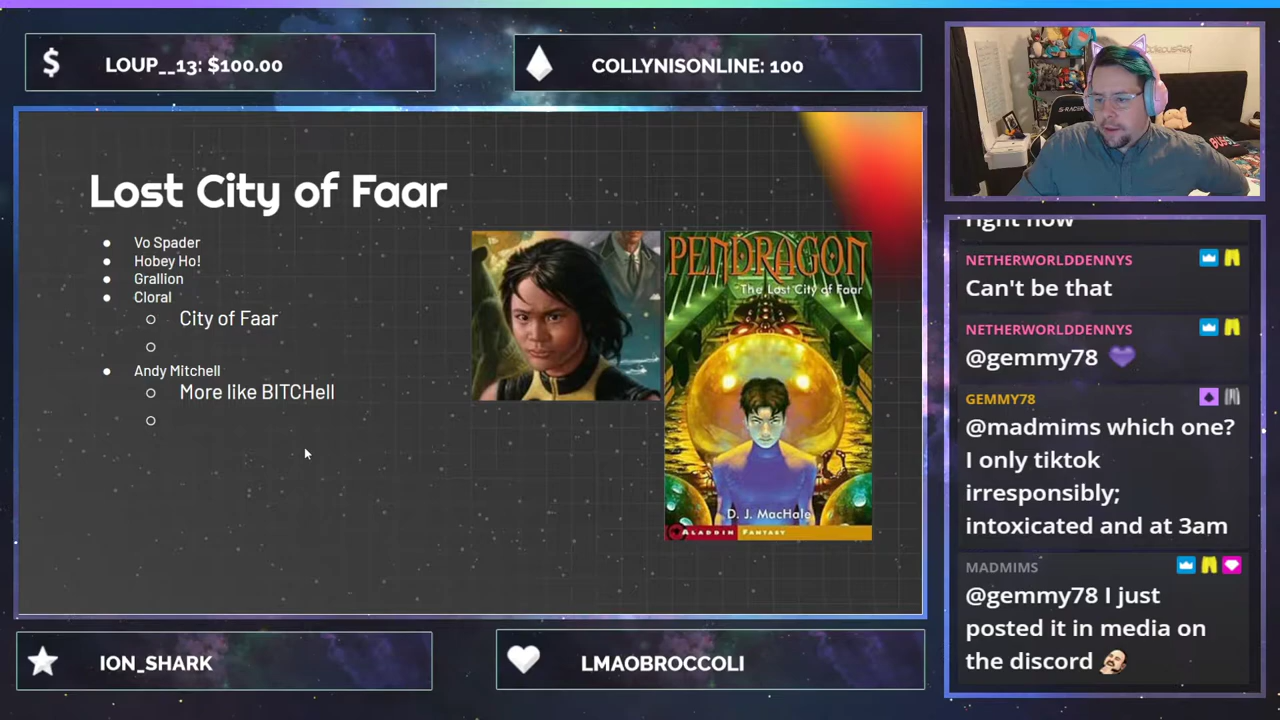 LOUP__13: $100.00
COLLYNISONLINE: 100
Lost City of Faar
Vo Spader
Hobey Ho!
Grallion
Cloral
City of Faar
Andy Mitchell
More like BITCHell
PENDRAGON
The Lost City of Faar
D. J. MacHale
ALADDIN FANTASY
S-RACER
right now
NETHERWORLDDENNYS
Can't be that
NETHERWORLDDENNYS
@gemmy78
GEMMY78
@madmims which one?
I only tiktok
irresponsibly;
intoxicated and at 3am
MADMIMS
@gemmy78 I just
posted it in media on
the discord
ION_SHARK
LMAOBROCCOLI